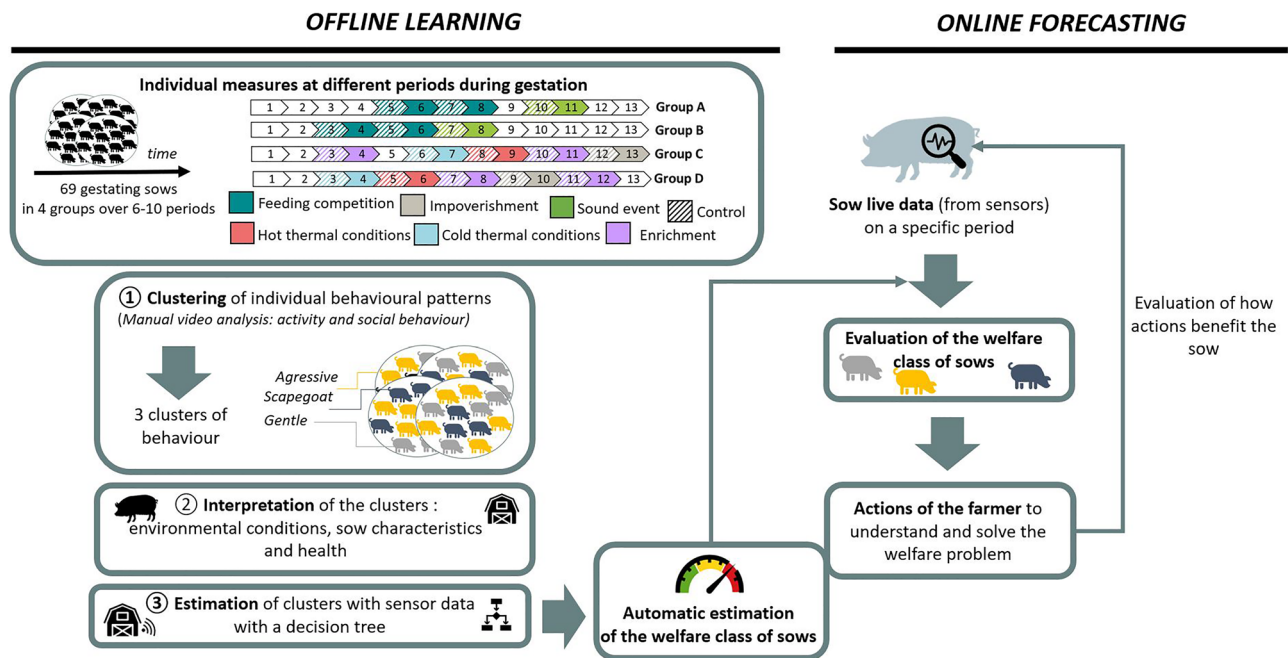 OFFLINE LEARNING
ONLINE FORECASTING
Individual measures at different periods during gestation
1 2 3 4 5 6 7 8 9 10 11 12 13 Group A
1 2 3 4 5 6 7 8 9 10 11 12 13 Group B
1 2 3 4 5 6 7 8 9 10 11 12 13 Group C
1 2 3 4 5 6 7 8 9 10 11 12 13 Group D
time
69 gestating sows
in 4 groups over 6-10 periods
Feeding competition
Impoverishment
Sound event
Control
Hot thermal conditions
Cold thermal conditions
Enrichment
① Clustering of individual behavioural patterns
(Manual video analysis: activity and social behaviour)
3 clusters of
behaviour
Agressive
Scapegoat
Gentle
② Interpretation of the clusters :
environmental conditions, sow characteristics
and health
③ Estimation of clusters with sensor data
with a decision tree
Automatic estimation
of the welfare class of sows
Sow live data (from sensors)
on a specific period
Evaluation of the welfare
class of sows
Actions of the farmer to
understand and solve the
welfare problem
Evaluation of how
actions benefit the
sow